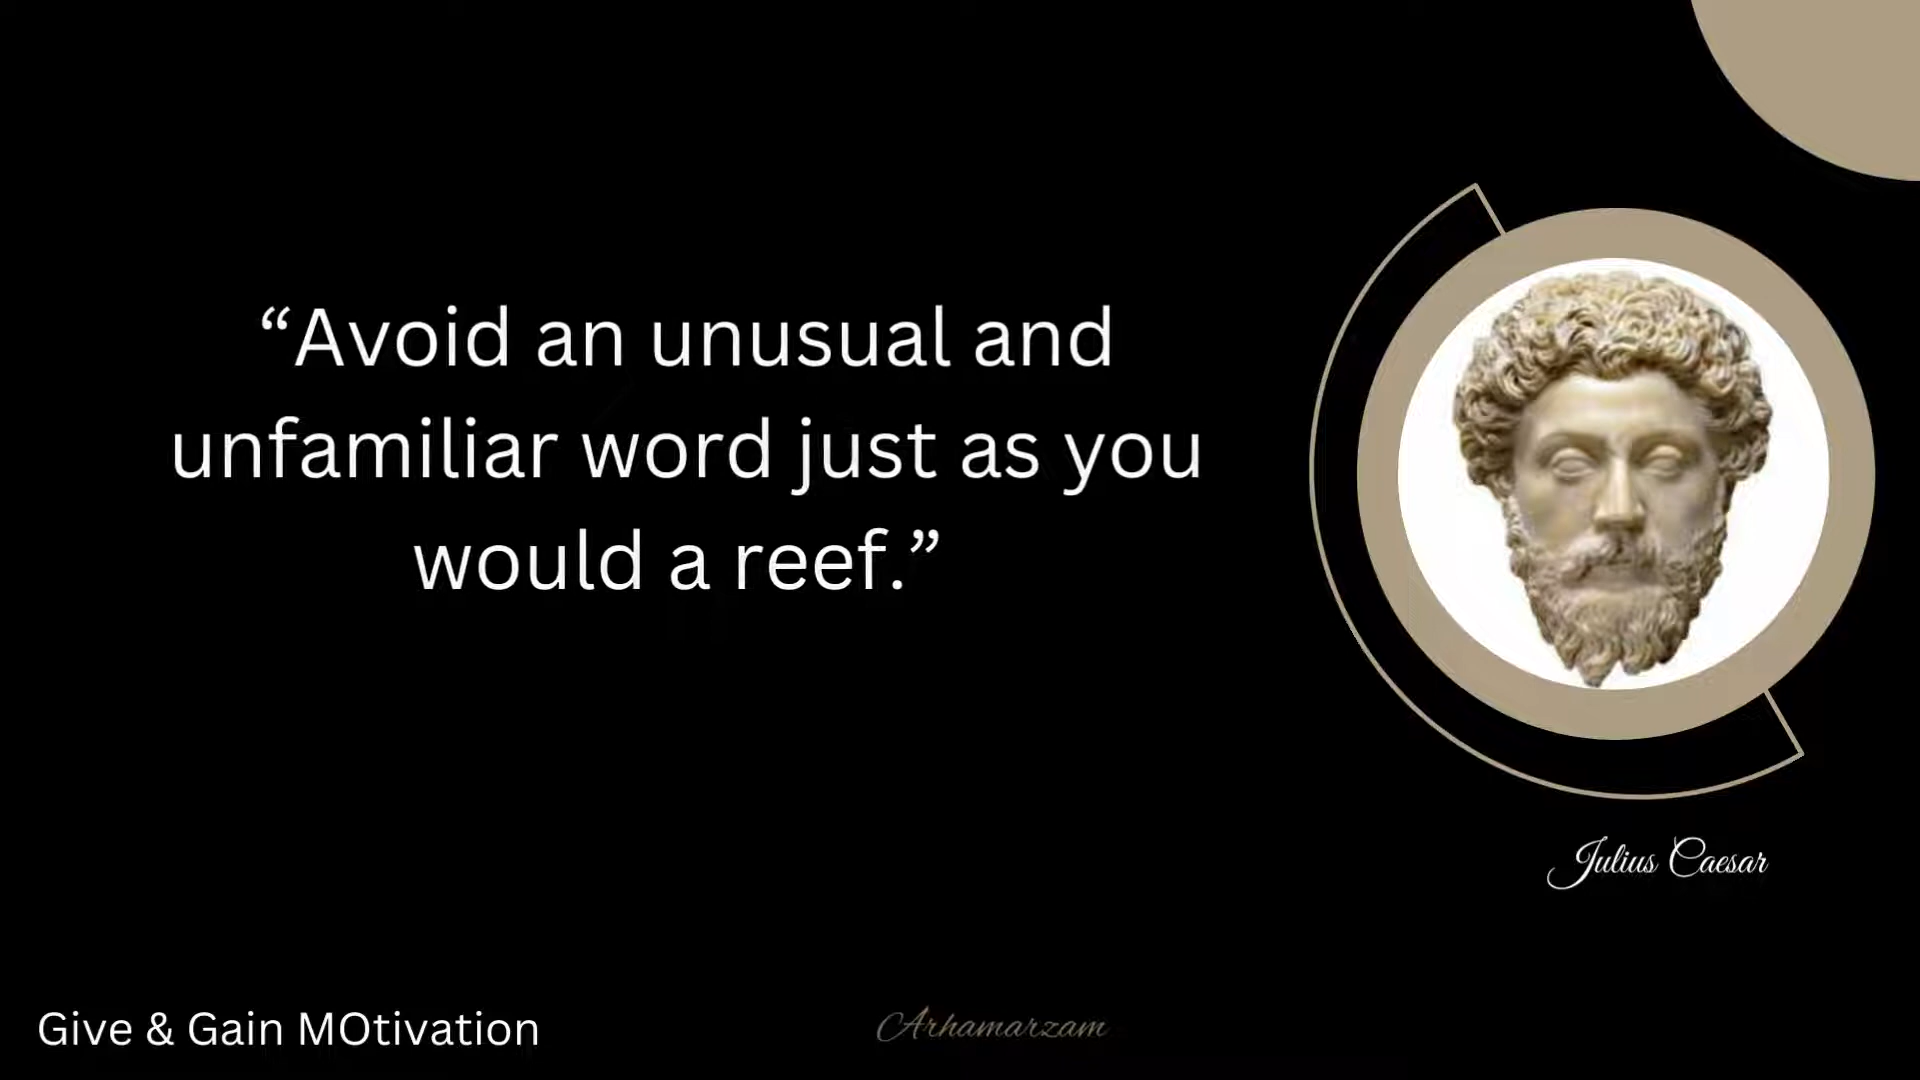 “Avoid an unusual and
unfamiliar word just as you
would a reef.”
Julius Caesar
Give & Gain MOtivation
Arhamarzam